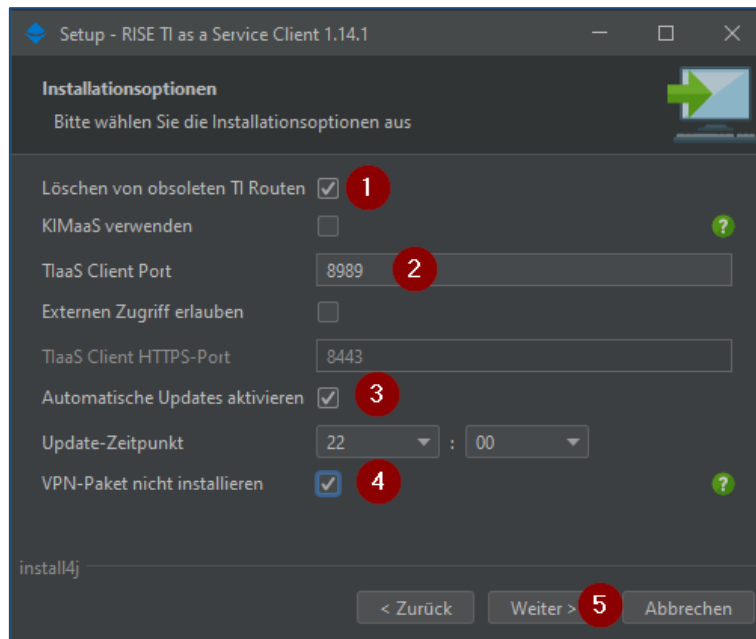 Setup - RISE TI as a Service Client 1.14.1
Installationsoptionen
Bitte wählen Sie die Installationsoptionen aus
Löschen von obsoleten TI Routen 1
KIMaaS verwenden ?
TIaaS Client Port 8989 2
Externen Zugriff erlauben
TIaaS Client HTTPS-Port 8443
Automatische Updates aktivieren 3
Update-Zeitpunkt 22 : 00
VPN-Paket nicht installieren 4 ?
install4j
< Zurück Weiter > 5 Abbrechen